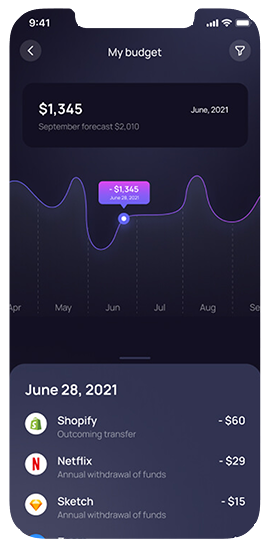 9:41
My budget
$1,345
June, 2021
September forecast $2,010
- $1,345
June 28, 2021
Apr May Jun Jul Aug Se
June 28, 2021
Shopify - $60
Outcoming transfer
Netflix - $29
Annual withdrawal of funds
Sketch - $15
Annual withdrawal of funds